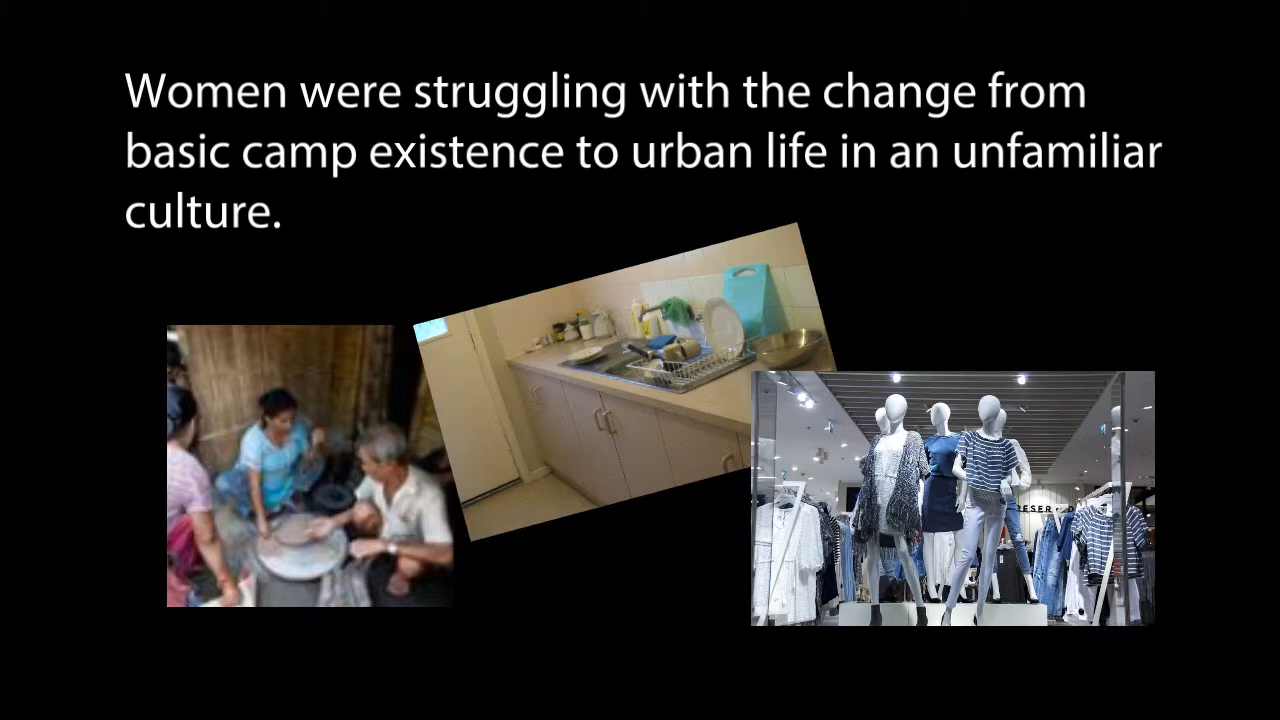 Women were struggling with the change from
basic camp existence to urban life in an unfamiliar
culture.